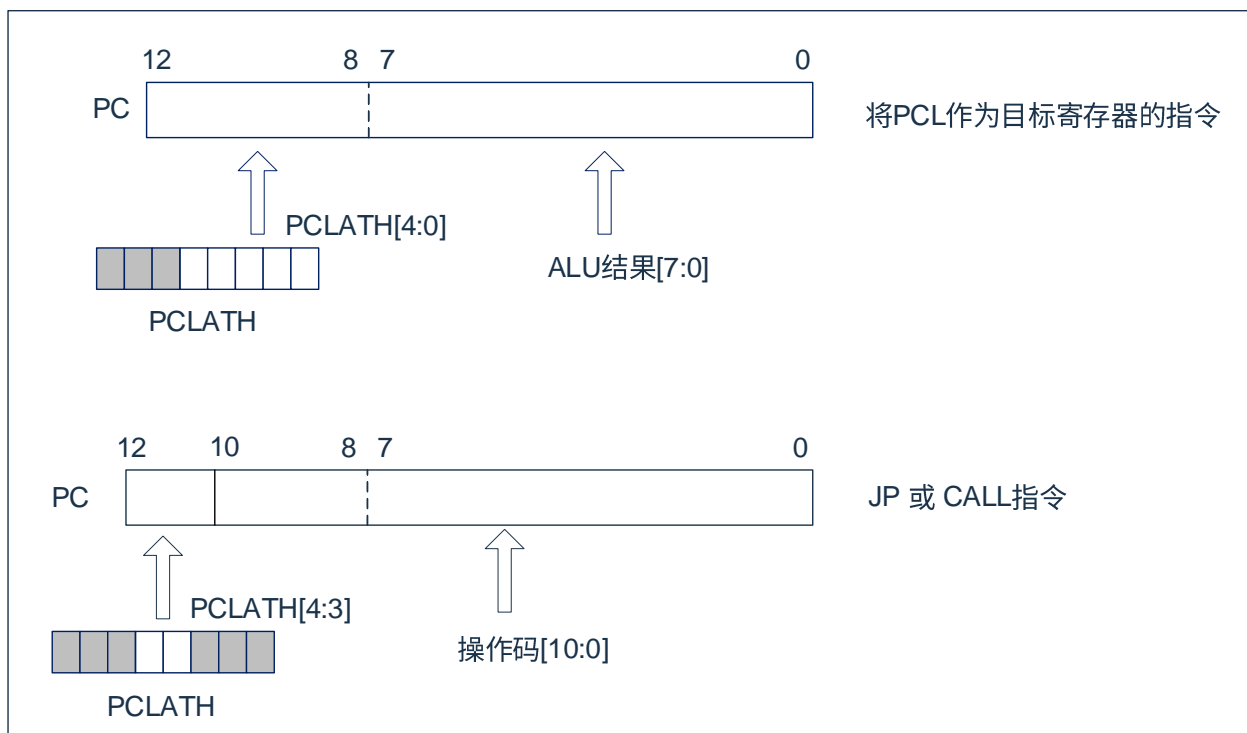 12 8 7 0
PC
将PCL作为目标寄存器的指令
PCLATH[4:0]
ALU结果[7:0]
PCLATH
12 10 8 7 0
PC
JP 或 CALL指令
PCLATH[4:3]
操作码[10:0]
PCLATH